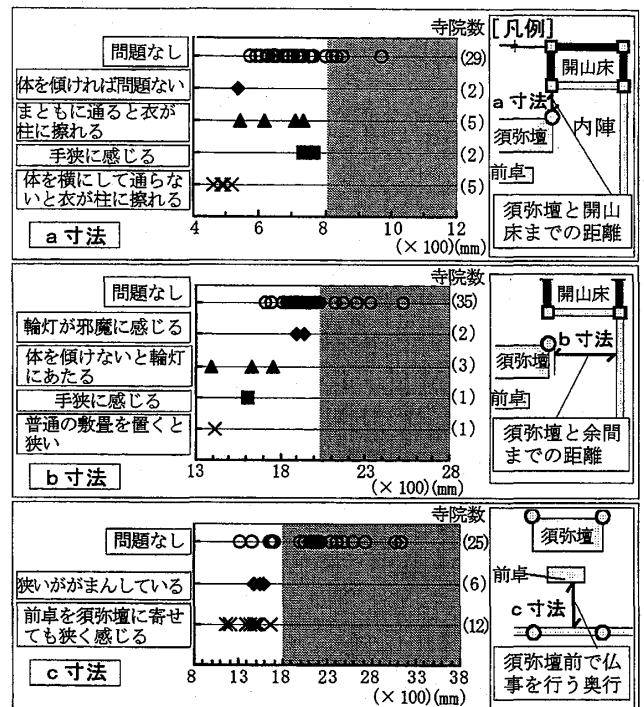 寺院数
問題なし
(29)
体を傾ければ問題ない
(2)
まともに通ると衣が
柱に擦れる
(5)
手狭に感じる
(2)
体を横にして通らな
いと衣が柱に擦れる
(5)
4 6 8 10 12
(×100)(mm)
a寸法
[凡例]
開山床
a寸法
内陣
須弥壇
前卓
須弥壇と開山
床までの距離
寺院数
問題なし
(35)
輪灯が邪魔に感じる
(2)
体を傾けないと輪灯
にあたる
(3)
手狭に感じる
(1)
普通の敷畳を置くと
狭い
(1)
13 18 23 28
(×100)(mm)
b寸法
開山床
b寸法
須弥壇
前卓
須弥壇と余間
までの距離
寺院数
問題なし
(25)
狭いががまんしている
(6)
前卓を須弥壇に寄せ
ても狭く感じる
(12)
8 13 18 23 28 33 38
(×100)(mm)
c寸法
須弥壇
前卓
c寸法
須弥壇前で仏
事を行う奥行